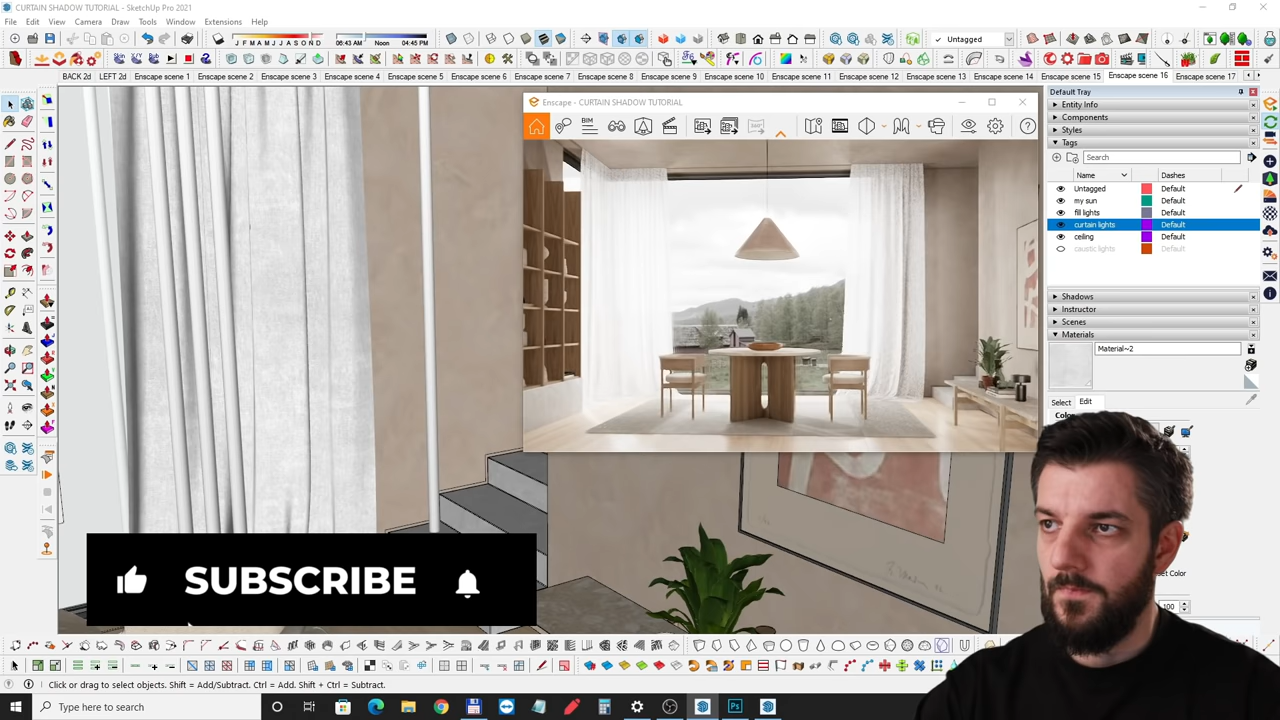 CURTAIN SHADOW TUTORIAL - SketchUp Pro 2021
File Edit View Camera Draw Tools Window Extensions Help
J F M A M J J A S O N D 06:43 AM Noon 04:45 PM Untagged
BACK 2d LEFT 2d Enscape scene 1 Enscape scene 2 Enscape scene 3 Enscape scene 4 Enscape scene 5 Enscape scene 6 Enscape scene 7 Enscape scene 8 Enscape scene 9 Enscape scene 10 Enscape scene 11 Enscape scene 12 Enscape scene 13 Enscape scene 14 Enscape scene 15 Enscape scene 16 Enscape scene 17
Default Tray
Enscape - CURTAIN SHADOW TUTORIAL
BIM
360°
Entity Info
Components
Styles
Tags
Search
Name Dashes
Untagged Default
my sun Default
fill lights Default
curtain lights Default
ceiling Default
caustic lights Default
Shadows
Instructor
Scenes
Materials
Material~2
Select Edit
SUBSCRIBE
set Color
100
Click or drag to select objects. Shift = Add/Subtract. Ctrl = Add. Shift + Ctrl = Subtract.
Type here to search
Ps